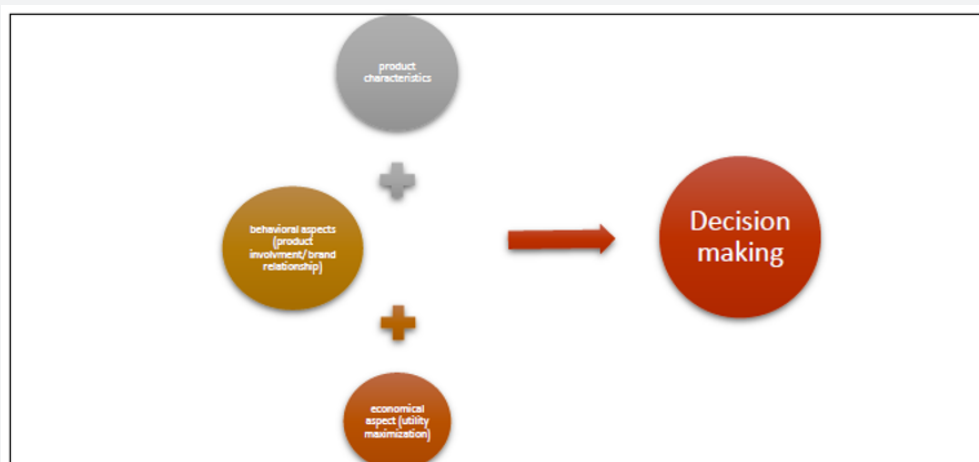 product
characteristics
behavioral aspects
(product
involvment/ brand
relationship)
economical
aspect (utility
maximization)
Decision
making